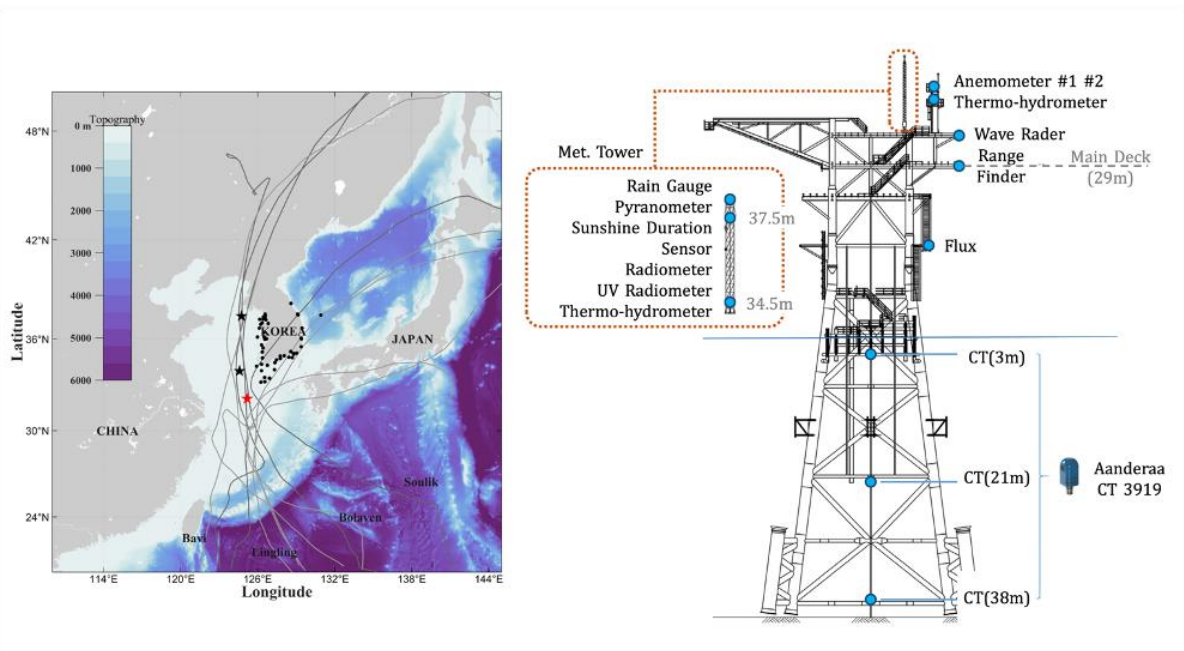 Topography
0 m
1000
2000
3000
4000
5000
6000
48°N
42°N
36°N
30°N
24°N
Latitude
KOREA
JAPAN
CHINA
Soulik
Bolaven
Bavi
Lingling
114°E
120°E
126°E
132°E
138°E
144°E
Longitude
Anemometer #1 #2
Thermo-hydrometer
Wave Rader
Range
Finder
Main Deck
(29m)
Flux
Met. Tower
Rain Gauge
Pyranometer
Sunshine Duration
Sensor
Radiometer
UV Radiometer
Thermo-hydrometer
37.5m
34.5m
CT(3m)
CT(21m)
CT(38m)
Aanderaa
CT 3919